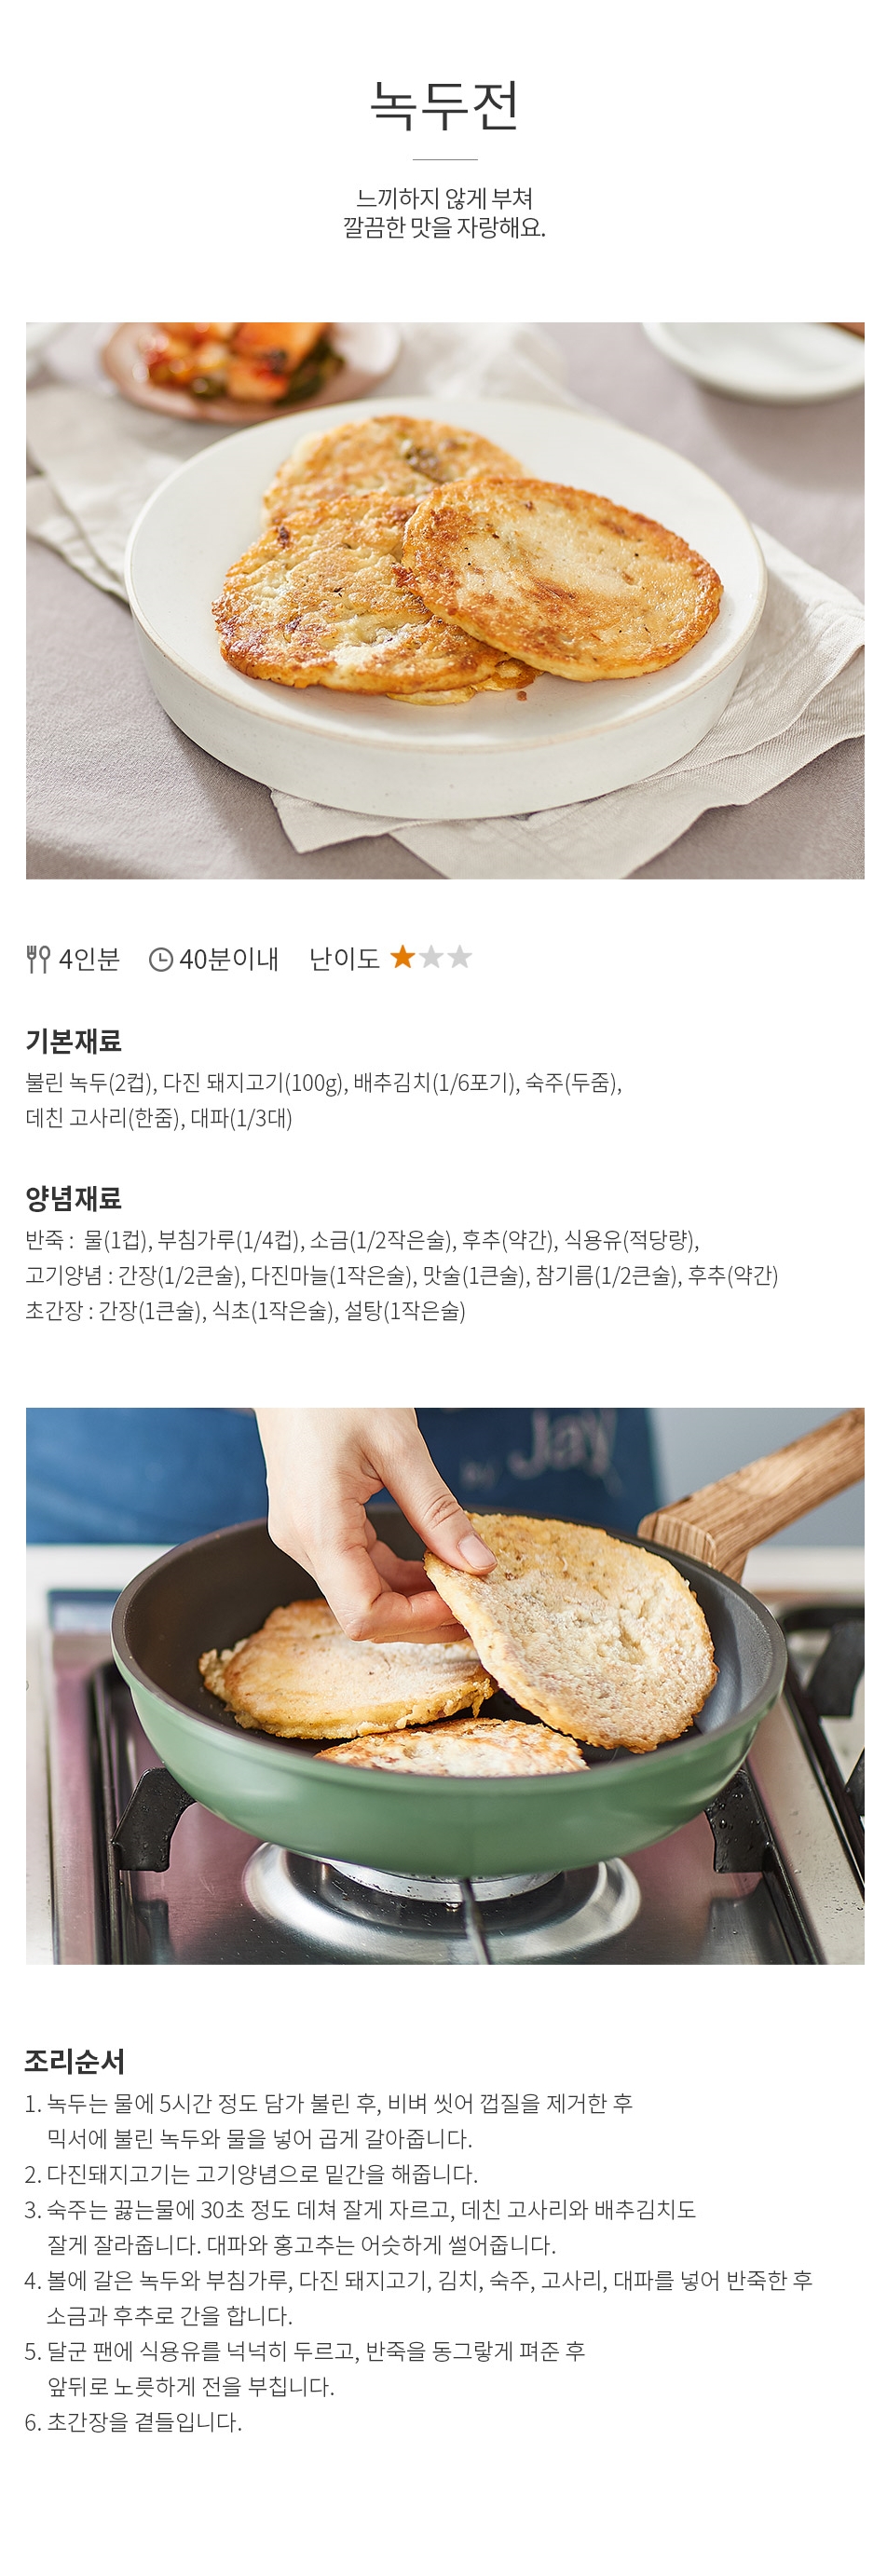 녹두전
느끼하지 않게 부쳐
깔끔한 맛을 자랑해요.
4인분 40분이내 난이도
기본재료
불린 녹두(2컵), 다진 돼지고기(100g), 배추김치(1/6포기), 숙주(두줌),
데친 고사리(한줌), 대파(1/3대)
양념재료
반죽 : 물(1컵), 부침가루(1/4컵), 소금(1/2작은술), 후추(약간), 식용유(적당량),
고기양념 : 간장(1/2큰술), 다진마늘(1작은술), 맛술(1큰술), 참기름(1/2큰술), 후추(약간)
초간장 : 간장(1큰술), 식초(1작은술), 설탕(1작은술)
by Jay
조리순서
1. 녹두는 물에 5시간 정도 담가 불린 후, 비벼 씻어 껍질을 제거한 후
믹서에 불린 녹두와 물을 넣어 곱게 갈아줍니다.
2. 다진돼지고기는 고기양념으로 밑간을 해줍니다.
3. 숙주는 끓는물에 30초 정도 데쳐 잘게 자르고, 데친 고사리와 배추김치도
잘게 잘라줍니다. 대파와 홍고추는 어슷하게 썰어줍니다.
4. 볼에 갈은 녹두와 부침가루, 다진 돼지고기, 김치, 숙주, 고사리, 대파를 넣어 반죽한 후
소금과 후추로 간을 합니다.
5. 달군 팬에 식용유를 넉넉히 두르고, 반죽을 동그랗게 펴준 후
앞뒤로 노릇하게 전을 부칩니다.
6. 초간장을 곁들입니다.